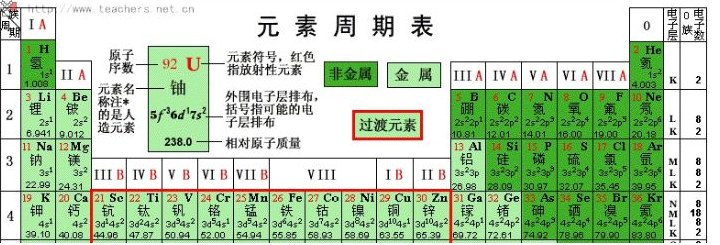 http://www.teachers.net.cn
元素周期表
族
周期
I A
0
电子层
0族
电子数
1 H
氢
1s¹
1.008
原子序数
92 U
元素符号，红色指放射性元素
铀
元素名称注*的是人造元素
5f³6d¹7s²
外围电子层排布，括号指可能的电子层排布
238.0
相对原子质量
非金属
金属
过渡元素
2 He
氦
1s²
4.003
1
II A
III A
IV A
V A
VI A
VII A
K
2
2
3 Li
锂
2s¹
6.941
4 Be
铍
2s²
9.012
5 B
硼
2s²2p¹
10.81
6 C
碳
2s²2p²
12.01
7 N
氮
2s²2p³
14.01
8 O
氧
2s²2p⁴
16.00
9 F
氟
2s²2p⁵
19.00
10 Ne
氖
2s²2p⁶
20.18
L
K
8
2
3
11 Na
钠
3s¹
22.99
12 Mg
镁
3s²
24.31
III B
IV B
V B
VI B
VII B
VIII
I B
II B
13 Al
铝
3s²3p¹
26.98
14 Si
硅
3s²3p²
28.09
15 P
磷
3s²3p³
30.97
16 S
硫
3s²3p⁴
32.07
17 Cl
氯
3s²3p⁵
35.45
18 Ar
氩
3s²3p⁶
39.95
M
L
K
8
8
2
4
19 K
钾
4s¹
39.10
20 Ca
钙
4s²
40.08
21 Sc
钪
3d¹4s²
44.96
22 Ti
钛
3d²4s²
47.87
23 V
钒
3d³4s²
50.94
24 Cr
铬
3d⁵4s¹
52.00
25 Mn
锰
3d⁵4s²
54.94
26 Fe
铁
3d⁶4s²
55.85
27 Co
钴
3d⁷4s²
58.93
28 Ni
镍
3d⁸4s²
58.69
29 Cu
铜
3d¹⁰4s¹
63.55
30 Zn
锌
3d¹⁰4s²
65.39
31 Ga
镓
4s²4p¹
69.72
32 Ge
锗
4s²4p²
72.61
33 As
砷
4s²4p³
74.92
34 Se
硒
4s²4p⁴
78.96
35 Br
溴
4s²4p⁵
79.90
36 Kr
氪
4s²4p⁶
83.80
N
M
L
K
8
18
8
2